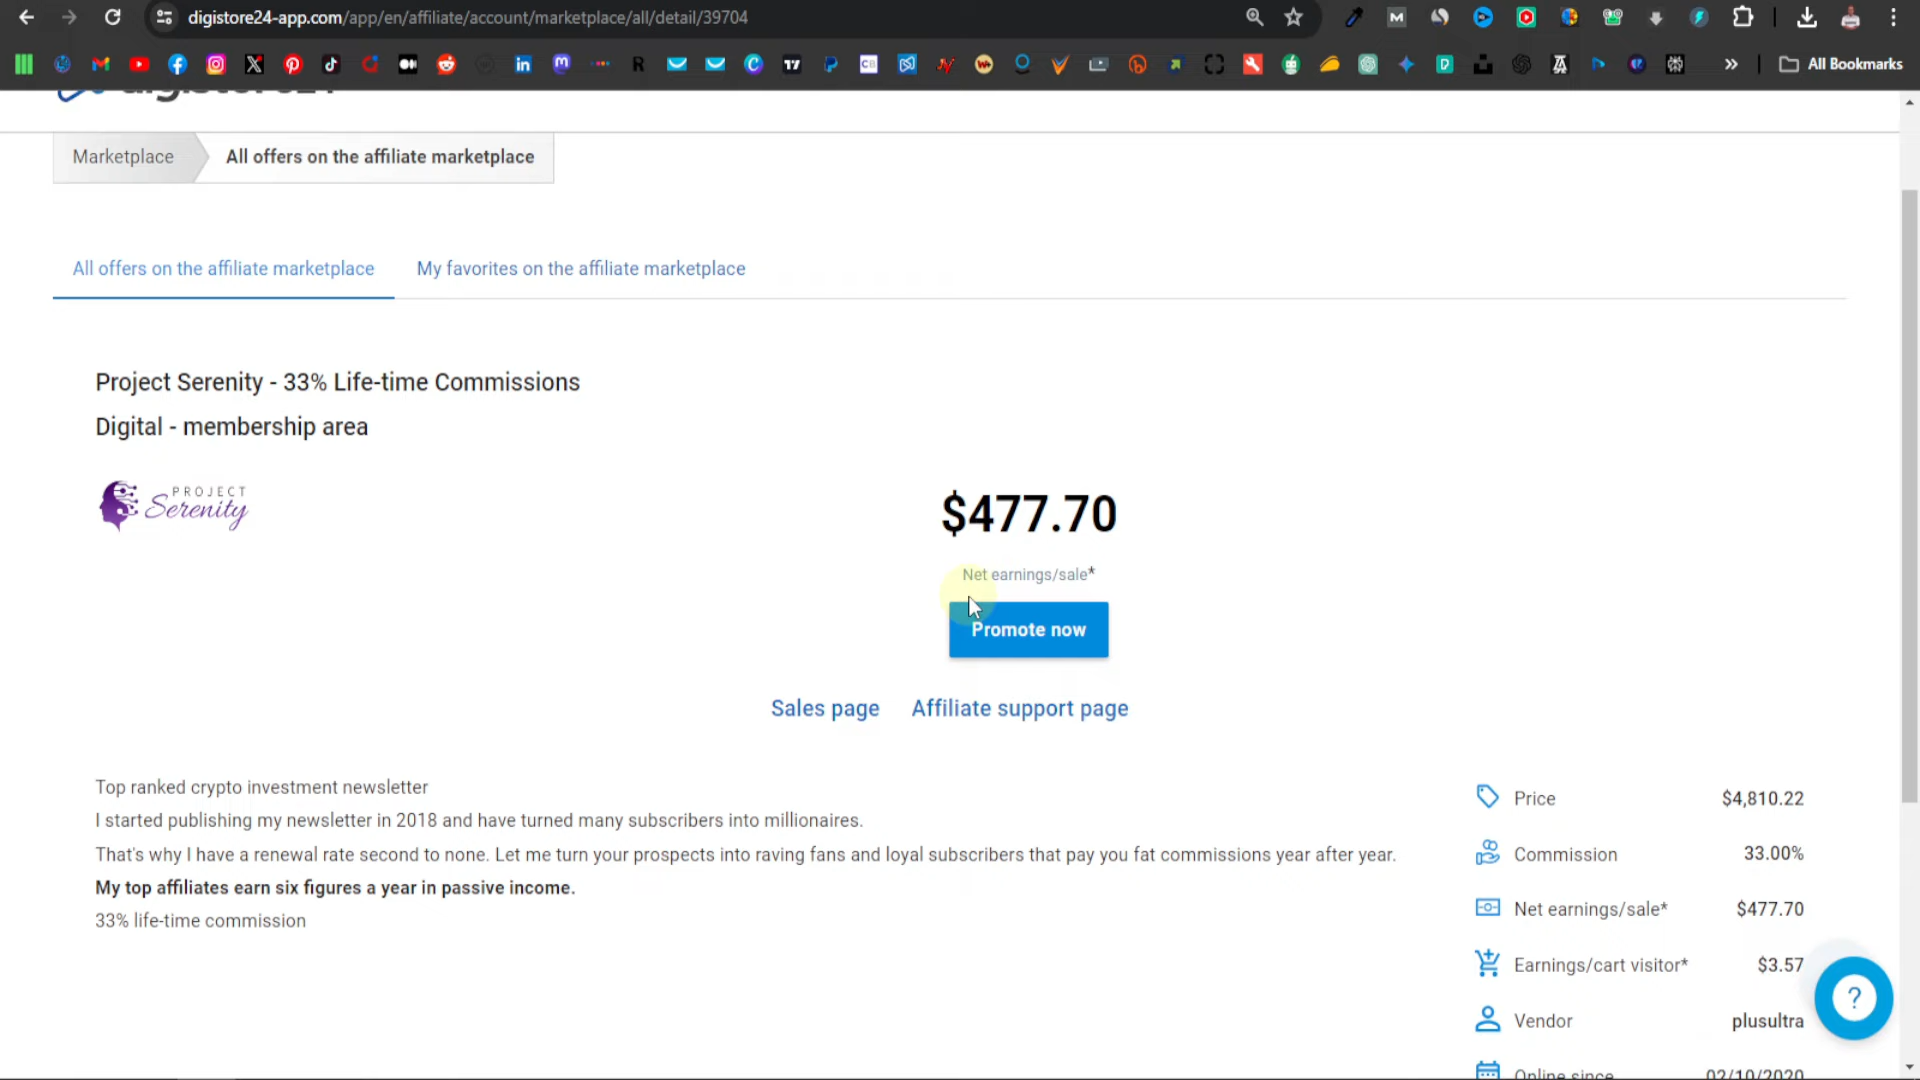 digistore24-app.com/app/en/affiliate/account/marketplace/all/detail/39704
All Bookmarks
Marketplace
All offers on the affiliate marketplace
All offers on the affiliate marketplace
My favorites on the affiliate marketplace
Project Serenity - 33% Life-time Commissions
Digital - membership area
PROJECT
Serenity
$477.70
Net earnings/sale*
Promote now
Sales page
Affiliate support page
Top ranked crypto investment newsletter
I started publishing my newsletter in 2018 and have turned many subscribers into millionaires.
That's why I have a renewal rate second to none. Let me turn your prospects into raving fans and loyal subscribers that pay you fat commissions year after year.
My top affiliates earn six figures a year in passive income.
33% life-time commission
Price $4,810.22
Commission 33.00%
Net earnings/sale* $477.70
Earnings/cart visitor* $3.57
Vendor plusultra
Online since 02/10/2020